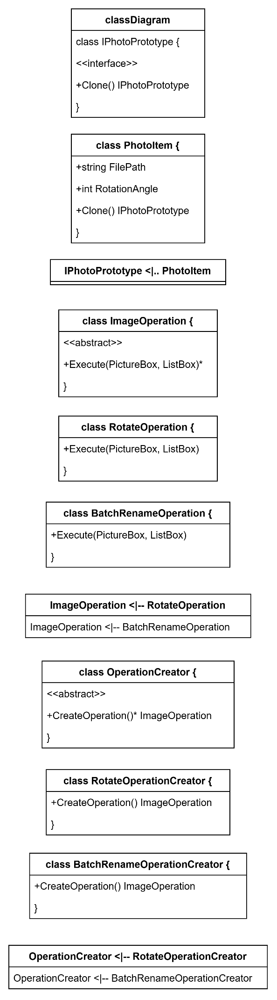 classDiagram
class IPhotoPrototype {
<<interface>>
+Clone() IPhotoPrototype
}
class PhotoItem {
+string FilePath
+int RotationAngle
+Clone() IPhotoPrototype
}
IPhotoPrototype <|.. PhotoItem
class ImageOperation {
<<abstract>>
+Execute(PictureBox, ListBox)*
}
class RotateOperation {
+Execute(PictureBox, ListBox)
}
class BatchRenameOperation {
+Execute(PictureBox, ListBox)
}
ImageOperation <|-- RotateOperation
ImageOperation <|-- BatchRenameOperation
class OperationCreator {
<<abstract>>
+CreateOperation()* ImageOperation
}
class RotateOperationCreator {
+CreateOperation() ImageOperation
}
class BatchRenameOperationCreator {
+CreateOperation() ImageOperation
}
OperationCreator <|-- RotateOperationCreator
OperationCreator <|-- BatchRenameOperationCreator